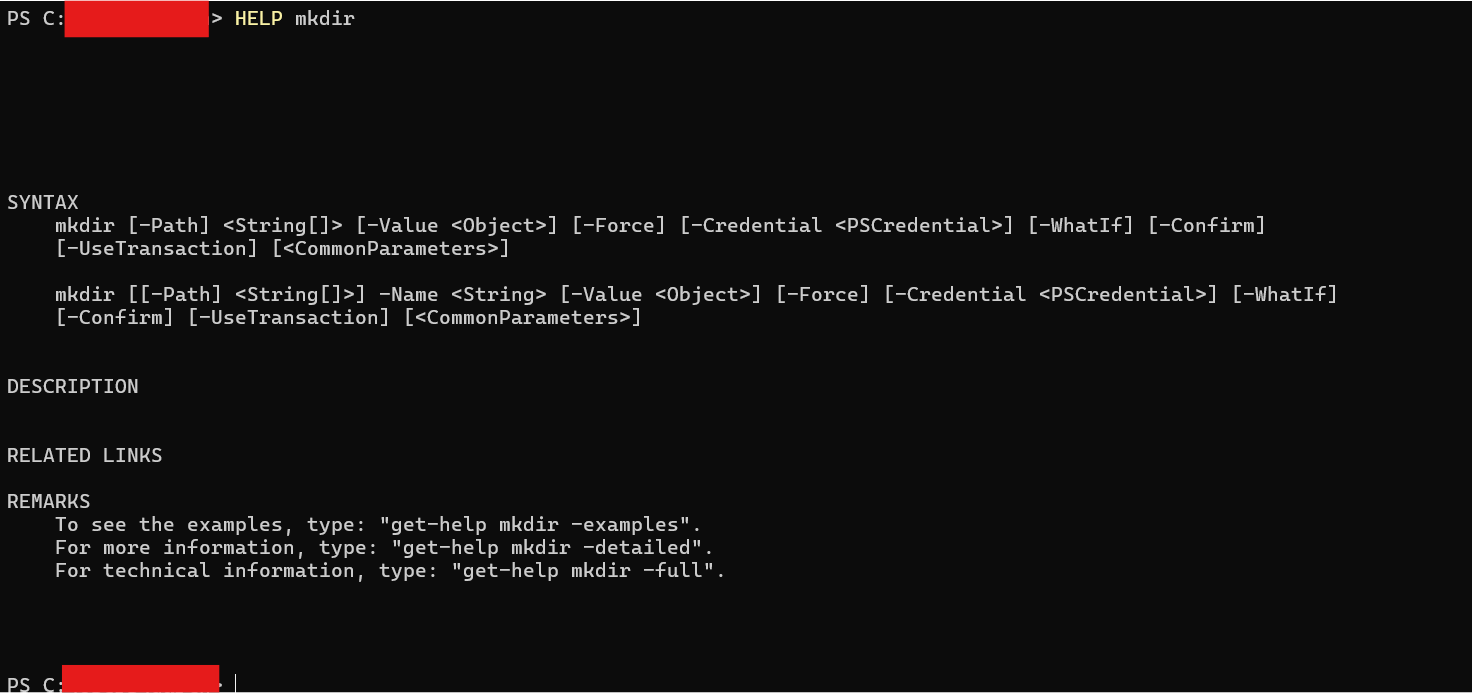 PS C:> HELP mkdir
SYNTAX
mkdir [-Path] <String[]> [-Value <Object>] [-Force] [-Credential <PSCredential>] [-WhatIf] [-Confirm]
[-UseTransaction] [<CommonParameters>]
mkdir [[-Path] <String[]>] -Name <String> [-Value <Object>] [-Force] [-Credential <PSCredential>] [-WhatIf]
[-Confirm] [-UseTransaction] [<CommonParameters>]
DESCRIPTION
RELATED LINKS
REMARKS
To see the examples, type: "get-help mkdir -examples".
For more information, type: "get-help mkdir -detailed".
For technical information, type: "get-help mkdir -full".
PS C:>